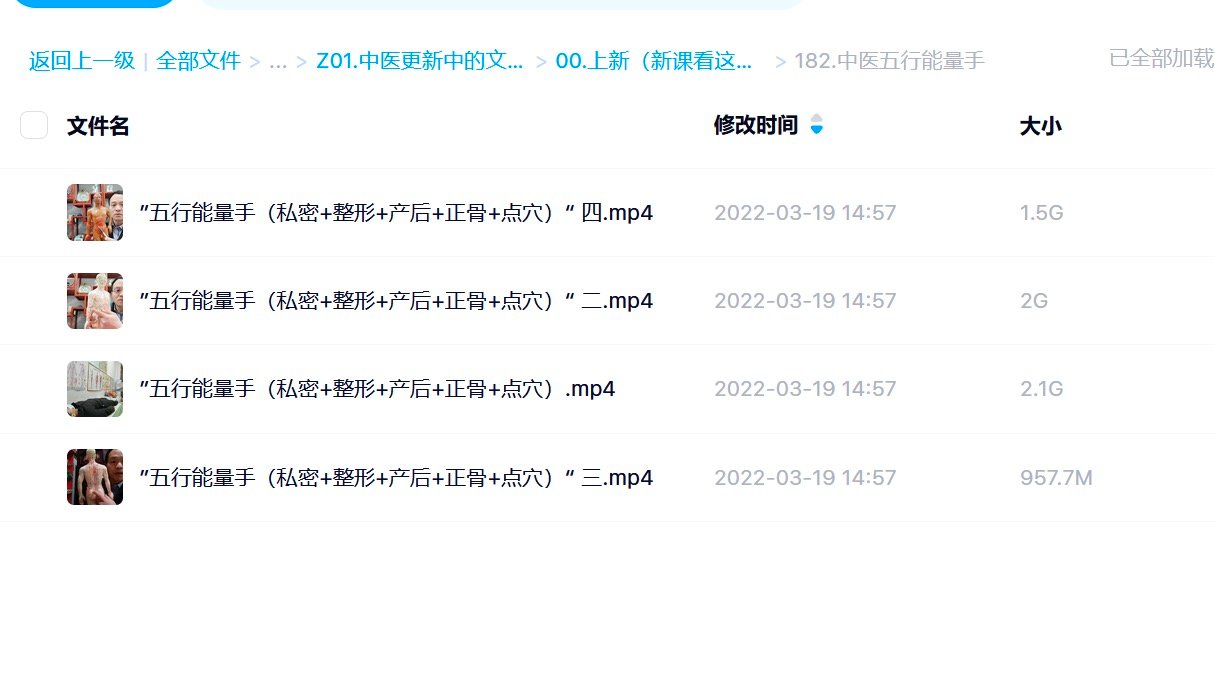 返回上一级 | 全部文件 > ... > Z01.中医更新中的文... > 00.上新（新课看这... > 182.中医五行能量手 已全部加载
文件名 修改时间 大小
”五行能量手（私密+整形+产后+正骨+点穴）“ 四.mp4 2022-03-19 14:57 1.5G
”五行能量手（私密+整形+产后+正骨+点穴）“ 二.mp4 2022-03-19 14:57 2G
”五行能量手（私密+整形+产后+正骨+点穴）.mp4 2022-03-19 14:57 2.1G
”五行能量手（私密+整形+产后+正骨+点穴）“ 三.mp4 2022-03-19 14:57 957.7M